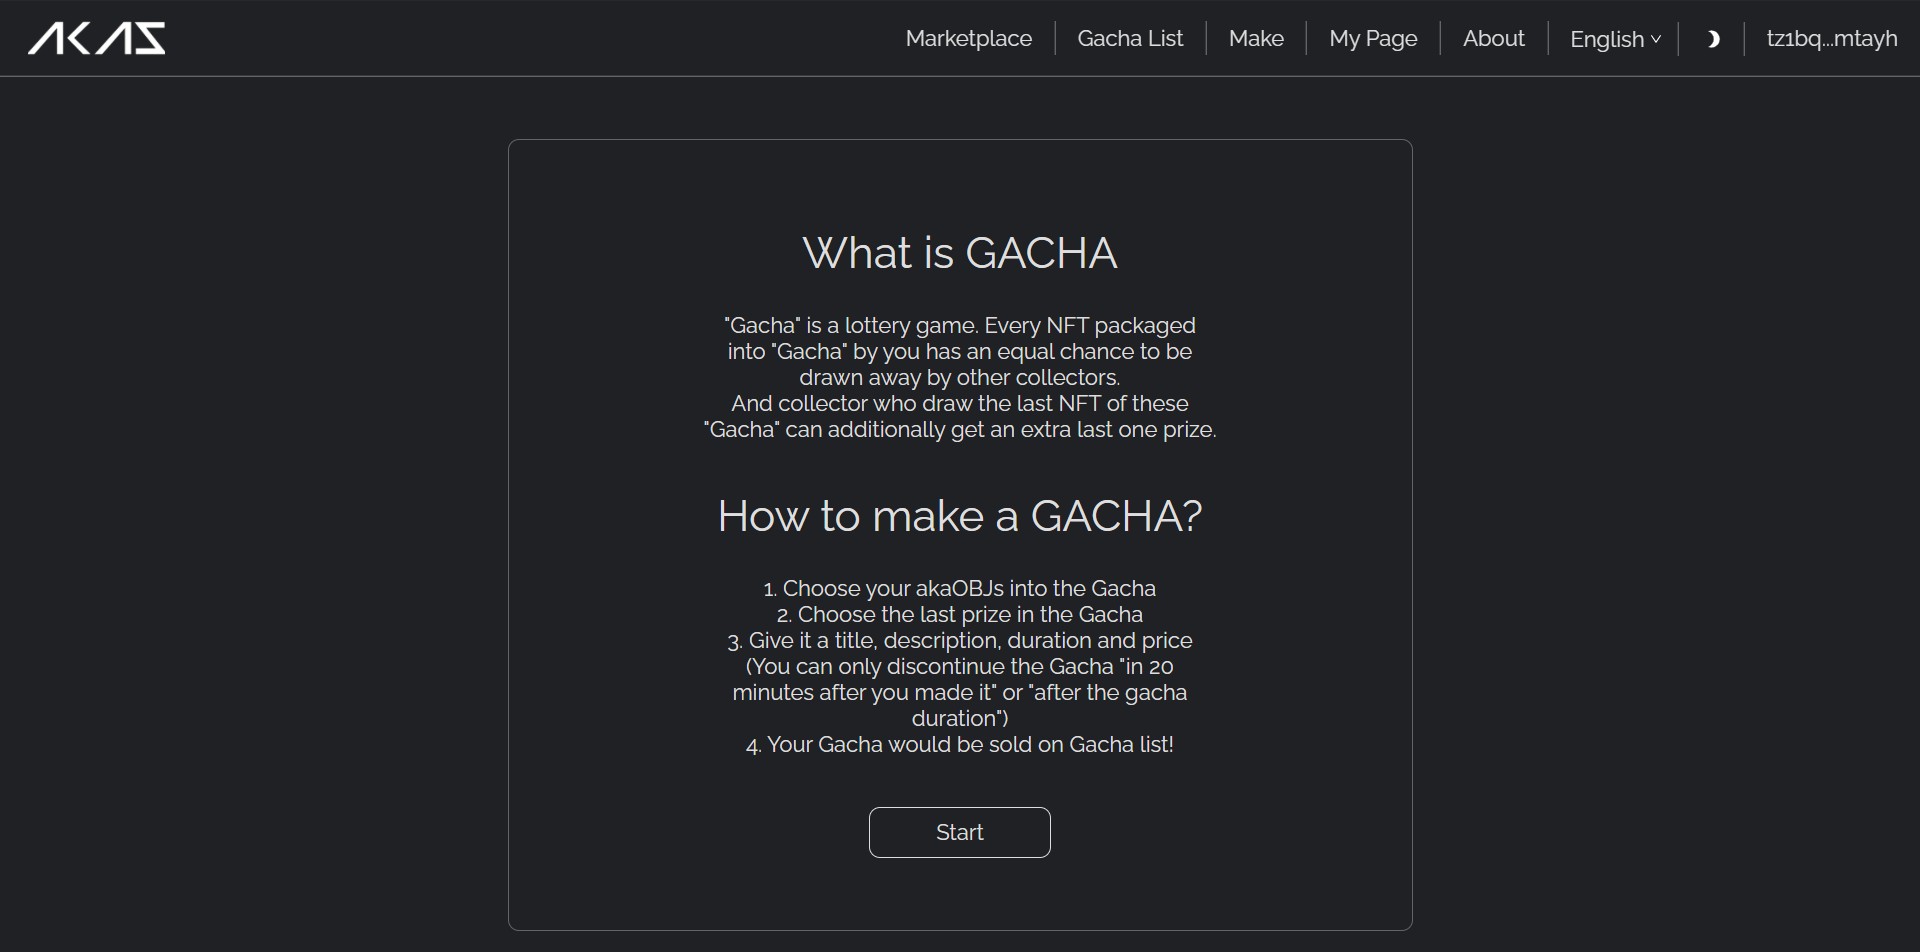 AKAS
Marketplace
Gacha List
Make
My Page
About
English
tz1bq...mtayh
What is GACHA
"Gacha" is a lottery game. Every NFT packaged
into "Gacha" by you has an equal chance to be
drawn away by other collectors.
And collector who draw the last NFT of these
"Gacha" can additionally get an extra last one prize.
How to make a GACHA?
1. Choose your akaOBJs into the Gacha
2. Choose the last prize in the Gacha
3. Give it a title, description, duration and price
(You can only discontinue the Gacha "in 20
minutes after you made it" or "after the gacha
duration")
4. Your Gacha would be sold on Gacha list!
Start